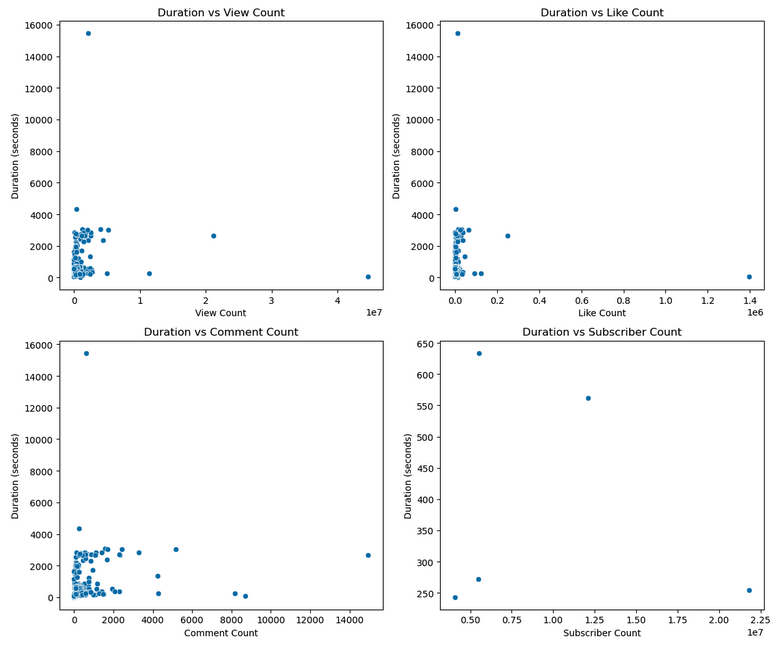 Duration vs View Count
16000
14000
12000
10000
8000
6000
4000
2000
0
Duration (seconds)
0 1 2 3 4
1e7
View Count
Duration vs Like Count
16000
14000
12000
10000
8000
6000
4000
2000
0
Duration (seconds)
0.0 0.2 0.4 0.6 0.8 1.0 1.2 1.4
1e6
Like Count
Duration vs Comment Count
16000
14000
12000
10000
8000
6000
4000
2000
0
Duration (seconds)
0 2000 4000 6000 8000 10000 12000 14000
Comment Count
Duration vs Subscriber Count
650
600
550
500
450
400
350
300
250
Duration (seconds)
0.50 0.75 1.00 1.25 1.50 1.75 2.00 2.25
1e7
Subscriber Count